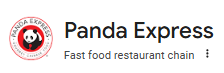 PANDA EXPRESS
Panda Express
Fast food restaurant chain